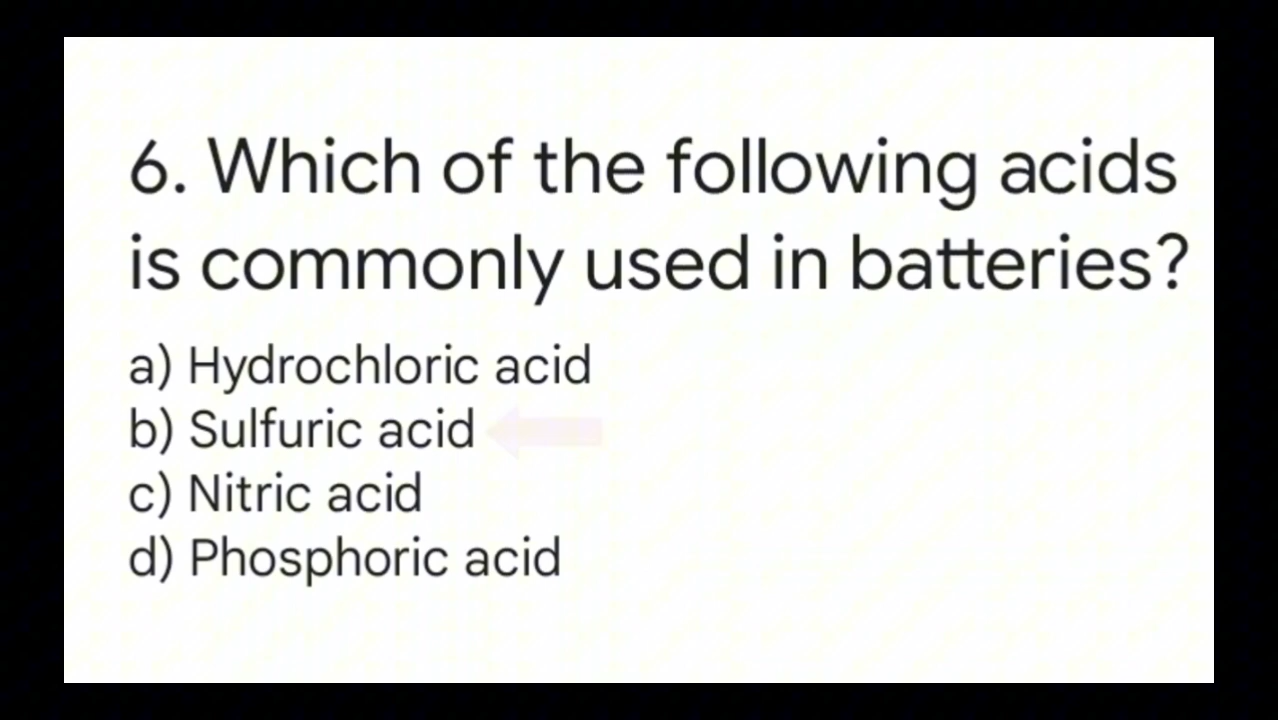 6. Which of the following acids
is commonly used in batteries?
a) Hydrochloric acid
b) Sulfuric acid
c) Nitric acid
d) Phosphoric acid